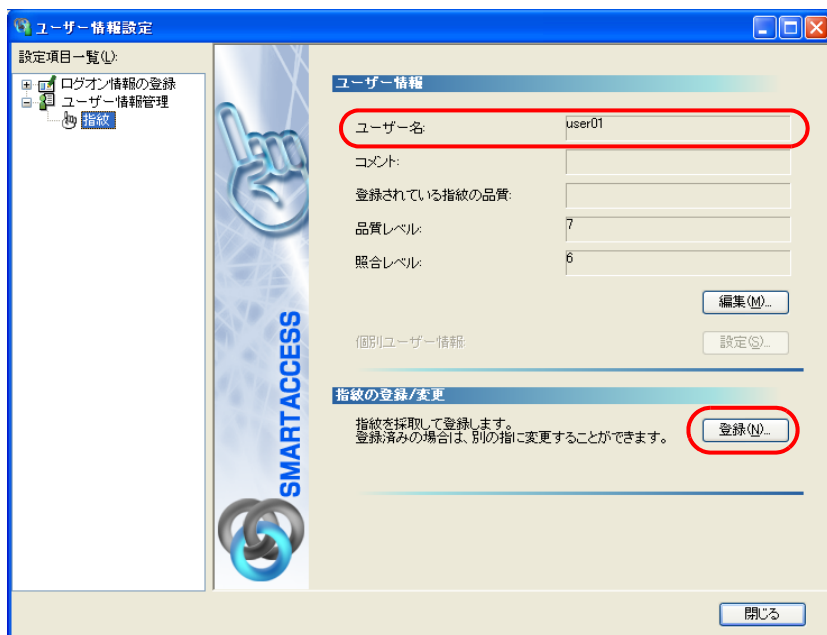 ユーザー情報設定
設定項目一覧(L):
ログオン情報の登録
ユーザー情報管理
指紋
SMARTACCESS
ユーザー情報
ユーザー名: user01
コメント:
登録されている指紋の品質:
品質レベル: 7
照合レベル: 6
編集(M)...
個別ユーザー情報: 設定(S)...
指紋の登録/変更
指紋を採取して登録します。
登録済みの場合は、別の指に変更することができます。
登録(N)...
閉じる